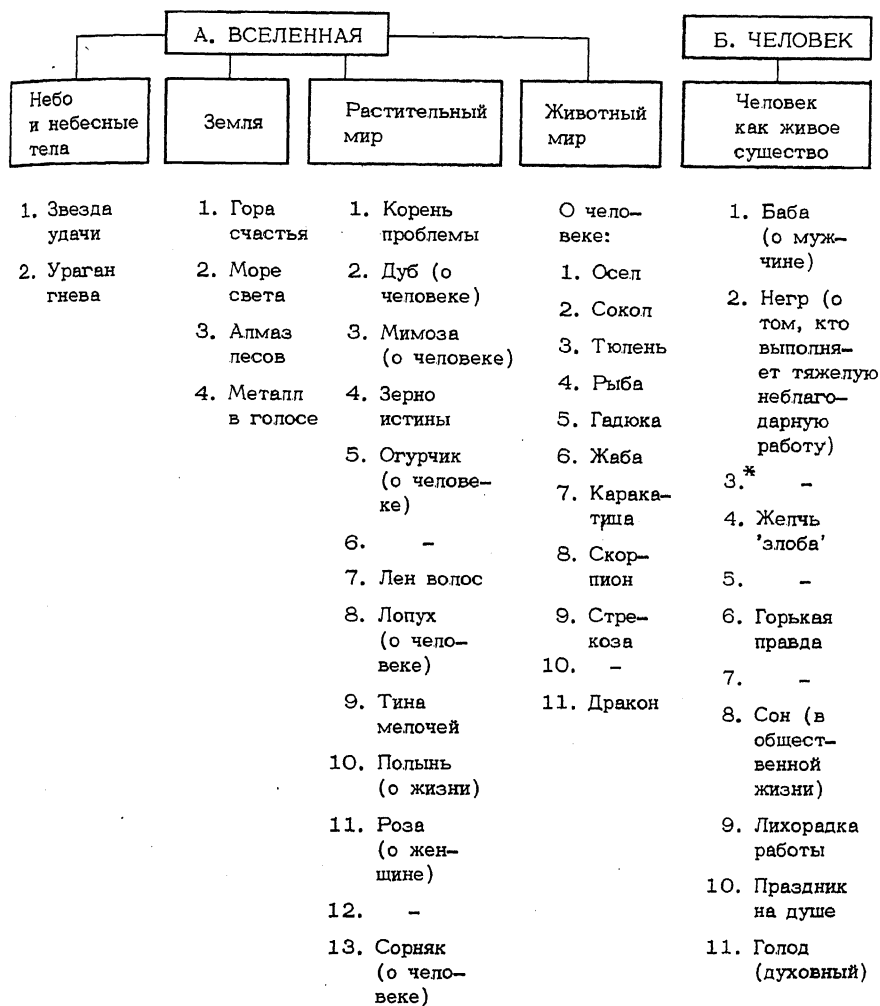 А. ВСЕЛЕННАЯ
Б. ЧЕЛОВЕК
Небо
и небесные
тела
Земля
Растительный
мир
Животный
мир
Человек
как живое
существо
1. Звезда
удачи
2. Ураган
гнева
1. Гора
счастья
2. Море
света
3. Алмаз
лесов
4. Металл
в голосе
1. Корень
проблемы
2. Дуб (о
человеке)
3. Мимоза
(о человеке)
4. Зерно
истины
5. Огурчик
(о челове-
ке)
6. -
7. Лен волос
8. Лопух
(о чело-
веке)
9. Тина
мелочей
10. Полынь
(о жизни)
11. Роза
(о жен-
щине)
12. -
13. Сорняк
(о чело-
веке)
О чело-
веке:
1. Осел
2. Сокол
3. Тюлень
4. Рыба
5. Гадюка
6. Жаба
7. Карака-
тица
8. Скор-
пион
9. Стре-
коза
10. -
11. Дракон
1. Баба
(о муж-
чине)
2. Негр (о
том, кто
выполня-
ет тяжелую
неблаго-
дарную
работу)
3.* -
4. Желчь
'злоба'
5. -
6. Горькая
правда
7. -
8. Сон (в
общест-
венной
жизни)
9. Лихорадка
работы
10. Праздник
на душе
11. Голод
(духовный)